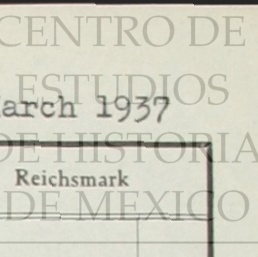 CENTRO DE
ESTUDIOS
arch 1937
DE HISTORIA
Reichsmark
DE MEXICO